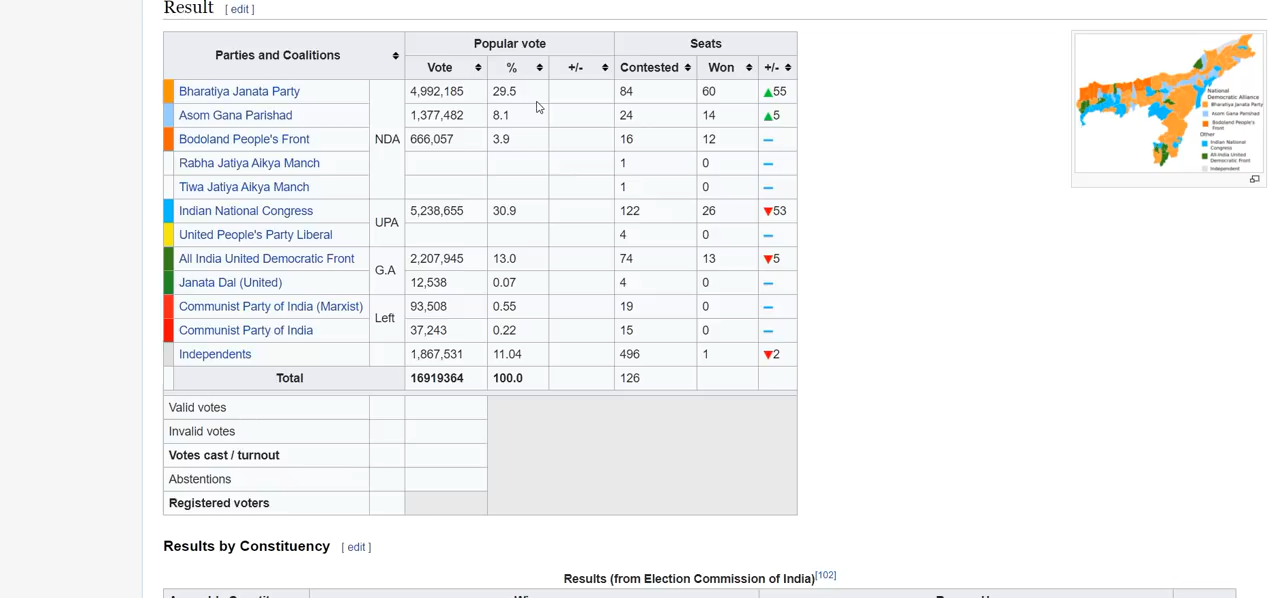 Result [ edit ]
Parties and Coalitions Popular vote Seats
Vote % +/- Contested Won +/-
Bharatiya Janata Party NDA 4,992,185 29.5 84 60 ▲55
Asom Gana Parishad 1,377,482 8.1 24 14 ▲5
Bodoland People's Front 666,057 3.9 16 12 –
Rabha Jatiya Aikya Manch 1 0 –
Tiwa Jatiya Aikya Manch 1 0 –
Indian National Congress UPA 5,238,655 30.9 122 26 ▼53
United People's Party Liberal 4 0 –
All India United Democratic Front G.A 2,207,945 13.0 74 13 ▼5
Janata Dal (United) 12,538 0.07 4 0 –
Communist Party of India (Marxist) Left 93,508 0.55 19 0 –
Communist Party of India 37,243 0.22 15 0 –
Independents 1,867,531 11.04 496 1 ▼2
Total 16919364 100.0 126
Valid votes
Invalid votes
Votes cast / turnout
Abstentions
Registered voters
National
Democratic Alliance
Bharatiya Janata Party
Asom Gana Parishad
Bodoland People's
Front
Other
Indian National
Congress
All-India United
Democratic Front
Independent
Results by Constituency [ edit ]
Results (from Election Commission of India)[102]